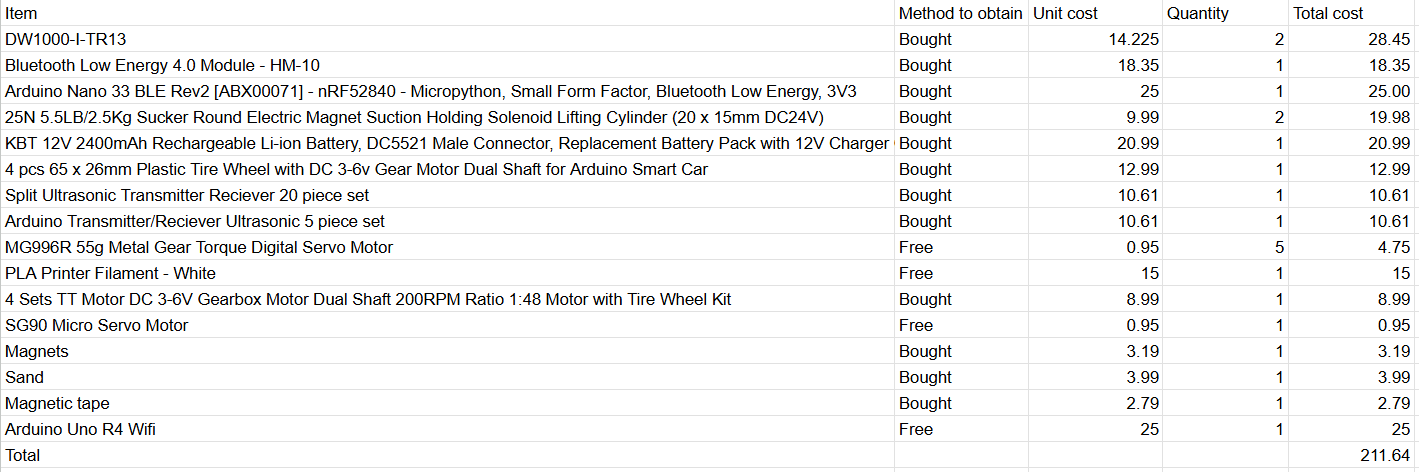 Item Method to obtain Unit cost Quantity Total cost
DW1000-I-TR13 Bought 14.225 2 28.45
Bluetooth Low Energy 4.0 Module - HM-10 Bought 18.35 1 18.35
Arduino Nano 33 BLE Rev2 [ABX00071] - nRF52840 - Micropython, Small Form Factor, Bluetooth Low Energy, 3V3 Bought 25 1 25.00
25N 5.5LB/2.5Kg Sucker Round Electric Magnet Suction Holding Solenoid Lifting Cylinder (20 x 15mm DC24V) Bought 9.99 2 19.98
KBT 12V 2400mAh Rechargeable Li-ion Battery, DC5521 Male Connector, Replacement Battery Pack with 12V Charger Bought 20.99 1 20.99
4 pcs 65 x 26mm Plastic Tire Wheel with DC 3-6v Gear Motor Dual Shaft for Arduino Smart Car Bought 12.99 1 12.99
Split Ultrasonic Transmitter Reciever 20 piece set Bought 10.61 1 10.61
Arduino Transmitter/Reciever Ultrasonic 5 piece set Bought 10.61 1 10.61
MG996R 55g Metal Gear Torque Digital Servo Motor Free 0.95 5 4.75
PLA Printer Filament - White Free 15 1 15
4 Sets TT Motor DC 3-6V Gearbox Motor Dual Shaft 200RPM Ratio 1:48 Motor with Tire Wheel Kit Bought 8.99 1 8.99
SG90 Micro Servo Motor Free 0.95 1 0.95
Magnets Bought 3.19 1 3.19
Sand Bought 3.99 1 3.99
Magnetic tape Bought 2.79 1 2.79
Arduino Uno R4 Wifi Free 25 1 25
Total 211.64